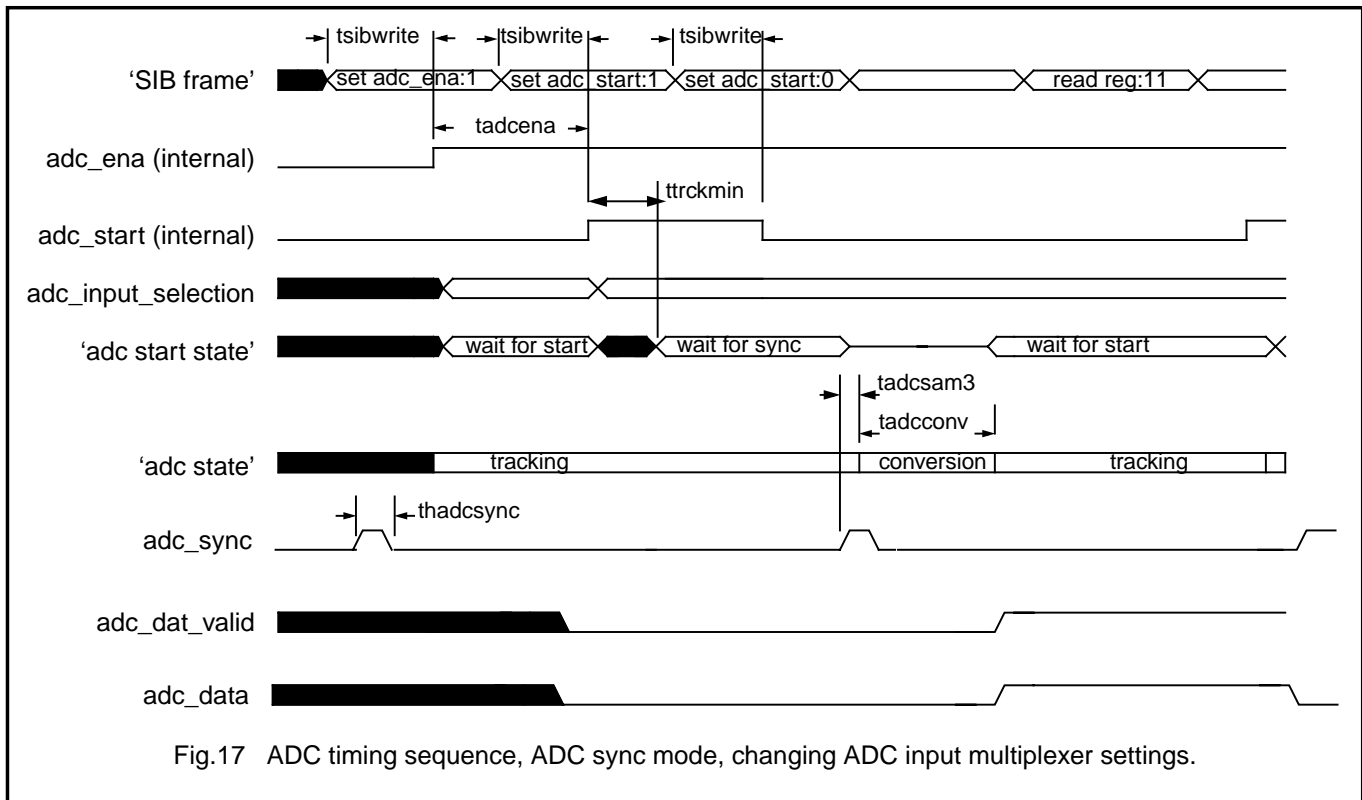 tsibwrite tsibwrite tsibwrite
‘SIB frame’ set adc_ena:1 set adc_start:1 set adc_start:0 read reg:11
tadcena
adc_ena (internal)
ttrckmin
adc_start (internal)
adc_input_selection
‘adc start state’ wait for start wait for sync wait for start
tadcsam3
tadcconv
‘adc state’ tracking conversion tracking
thadcsync
adc_sync
adc_dat_valid
adc_data
Fig.17 ADC timing sequence, ADC sync mode, changing ADC input multiplexer settings.